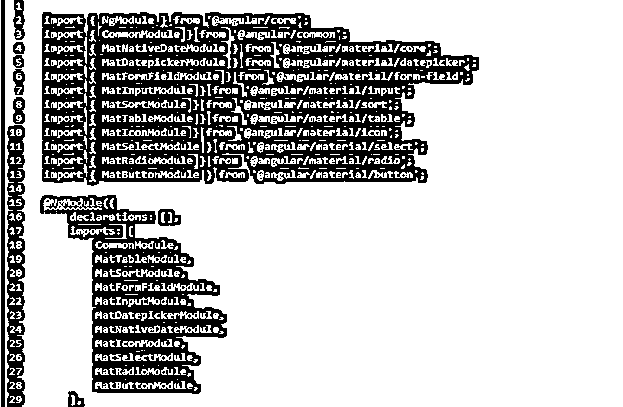 1
2 import { NgModule } from '@angular/core';
3 import { CommonModule } from '@angular/common';
4 import { MatNativeDateModule } from '@angular/material/core';
5 import { MatDatepickerModule } from '@angular/material/datepicker';
6 import { MatFormFieldModule } from '@angular/material/form-field';
7 import { MatInputModule } from '@angular/material/input';
8 import { MatSortModule } from '@angular/material/sort';
9 import { MatTableModule } from '@angular/material/table';
10 import { MatIconModule } from '@angular/material/icon';
11 import { MatSelectModule } from '@angular/material/select';
12 import { MatRadioModule } from '@angular/material/radio';
13 import { MatButtonModule } from '@angular/material/button';
14
15 @NgModule({
16 declarations: [],
17 imports: [
18 CommonModule,
19 MatTableModule,
20 MatSortModule,
21 MatFormFieldModule,
22 MatInputModule,
23 MatDatepickerModule,
24 MatNativeDateModule,
25 MatIconModule,
26 MatSelectModule,
27 MatRadioModule,
28 MatButtonModule,
29 ],